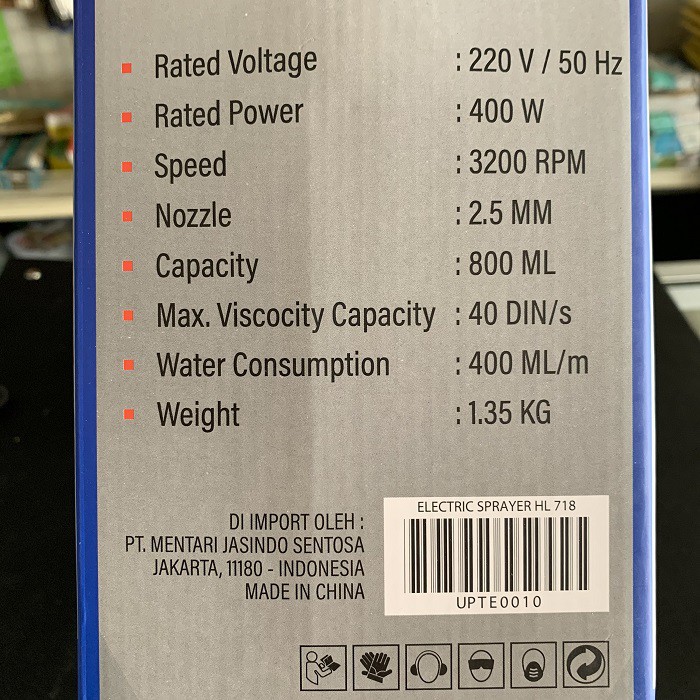 Rated Voltage : 220 V / 50 Hz
Rated Power : 400 W
Speed : 3200 RPM
Nozzle : 2.5 MM
Capacity : 800 ML
Max. Viscocity Capacity : 40 DIN/s
Water Consumption : 400 ML/m
Weight : 1.35 KG
DI IMPORT OLEH :
PT. MENTARI JASINDO SENTOSA
JAKARTA, 11180 - INDONESIA
MADE IN CHINA
ELECTRIC SPRAYER HL 718
UPTE0010